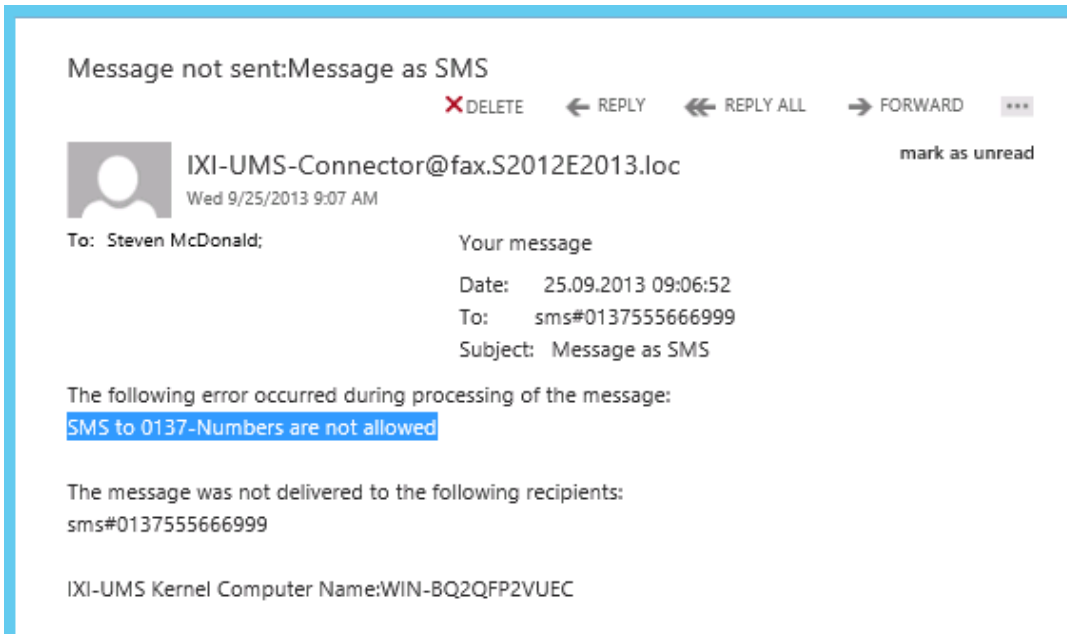 Message not sent:Message as SMS
DELETE REPLY REPLY ALL FORWARD
IXI-UMS-Connector@fax.S2012E2013.loc
mark as unread
Wed 9/25/2013 9:07 AM
To: Steven McDonald;
Your message
Date: 25.09.2013 09:06:52
To: sms#0137555666999
Subject: Message as SMS
The following error occurred during processing of the message:
SMS to 0137-Numbers are not allowed
The message was not delivered to the following recipients:
sms#0137555666999
IXI-UMS Kernel Computer Name:WIN-BQ2QFP2VUEC